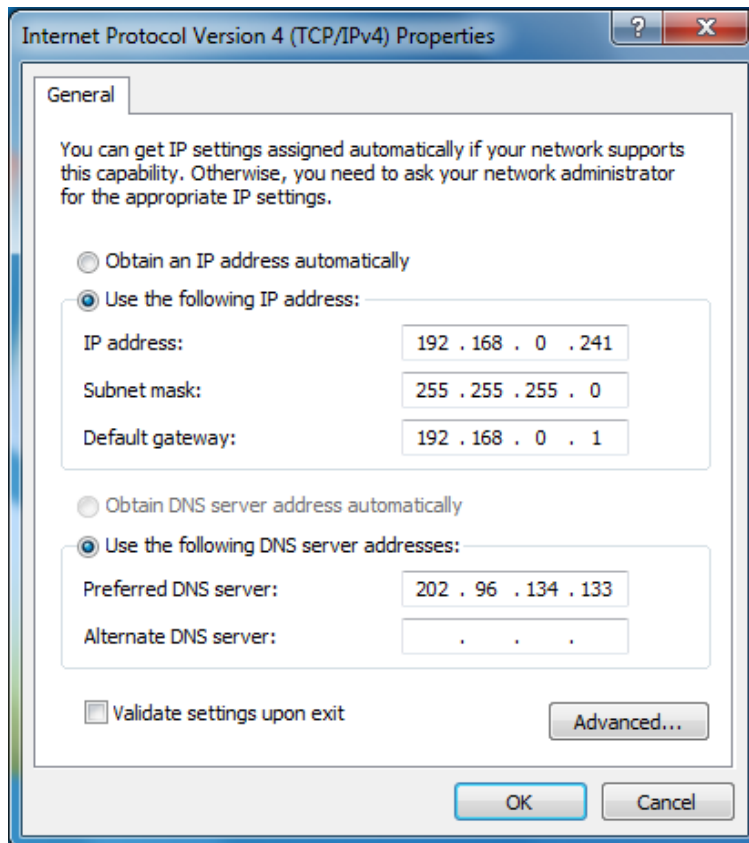 Internet Protocol Version 4 (TCP/IPv4) Properties
? X
General
You can get IP settings assigned automatically if your network supports
this capability. Otherwise, you need to ask your network administrator
for the appropriate IP settings.
Obtain an IP address automatically
Use the following IP address:
IP address: 192 . 168 . 0 . 241
Subnet mask: 255 . 255 . 255 . 0
Default gateway: 192 . 168 . 0 . 1
Obtain DNS server address automatically
Use the following DNS server addresses:
Preferred DNS server: 202 . 96 . 134 . 133
Alternate DNS server: . . .
Validate settings upon exit
Advanced...
OK Cancel